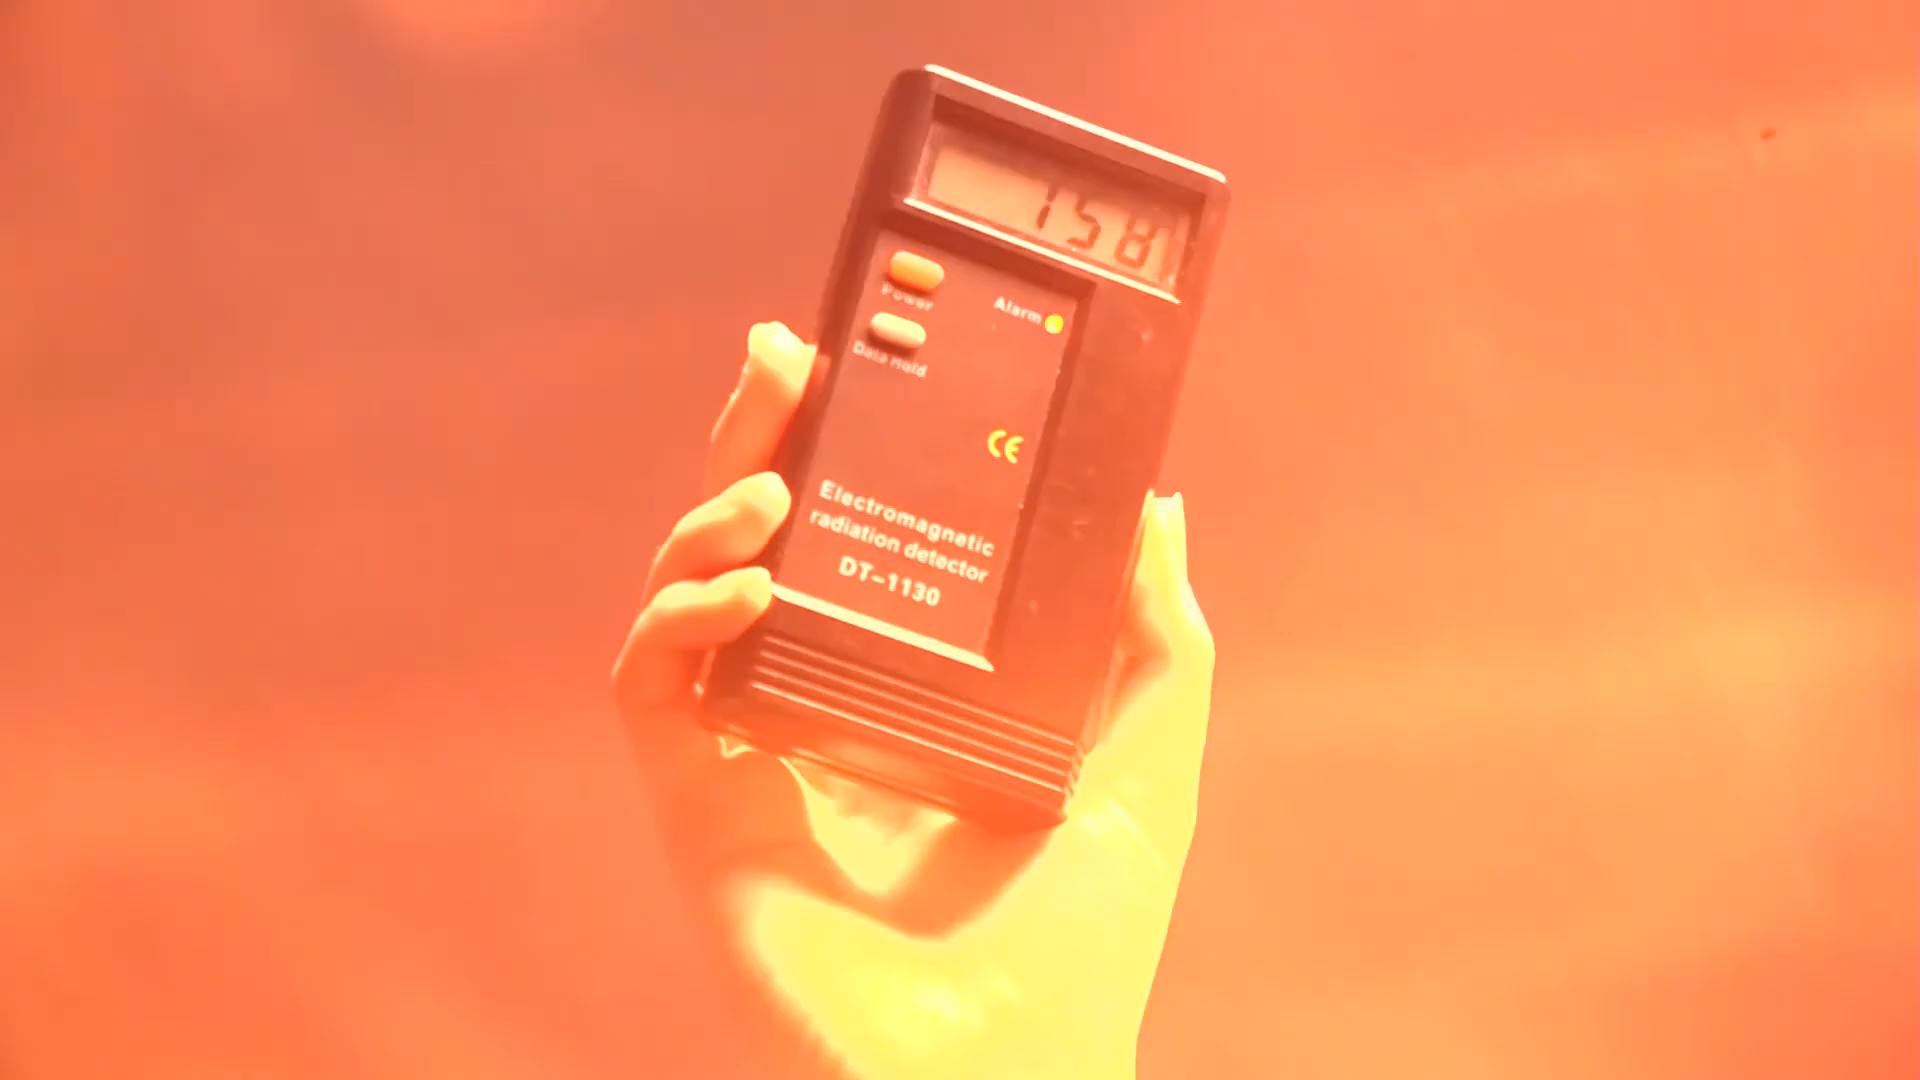 158
Power
Alarm
Data Hold
CE
Electromagnetic
radiation detector
DT-1130